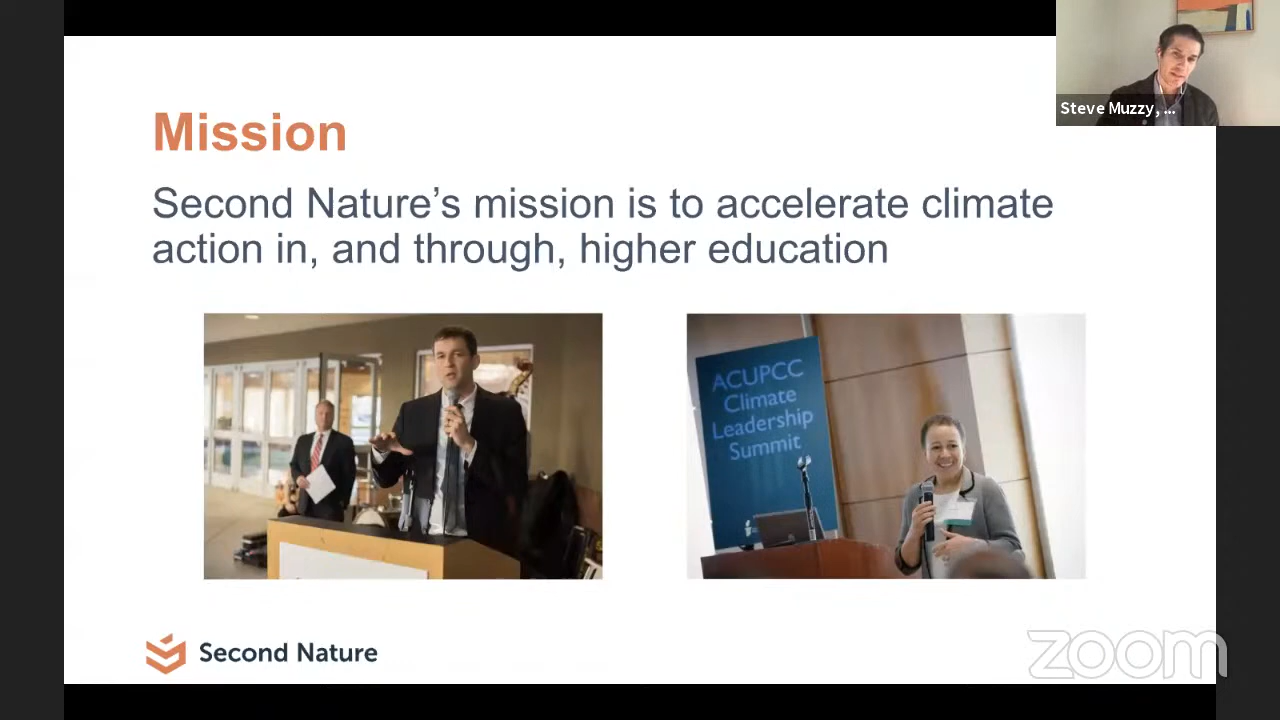 Steve Muzzy, ...
Mission
Second Nature’s mission is to accelerate climate
action in, and through, higher education
ACUPCC
Climate
Leadership
Summit
Second Nature
zoom